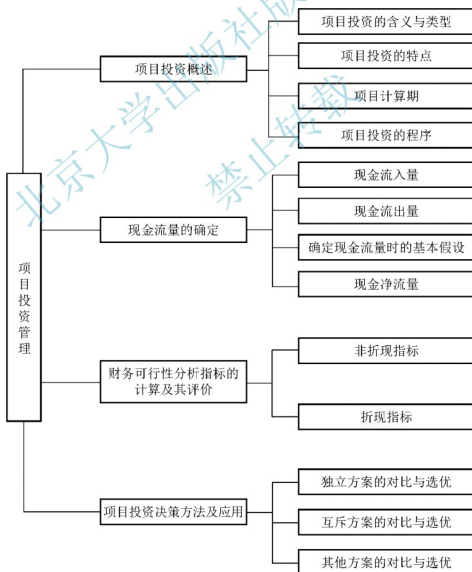 项目投资管理
项目投资概述
项目投资的含义与类型
项目投资的特点
项目计算期
项目投资的程序
现金流量的确定
现金流入量
现金流出量
确定现金流量时的基本假设
现金净流量
财务可行性分析指标的
计算及其评价
非折现指标
折现指标
项目投资决策方法及应用
独立方案的对比与选优
互斥方案的对比与选优
其他方案的对比与选优
北京大学出版社版
禁止转载